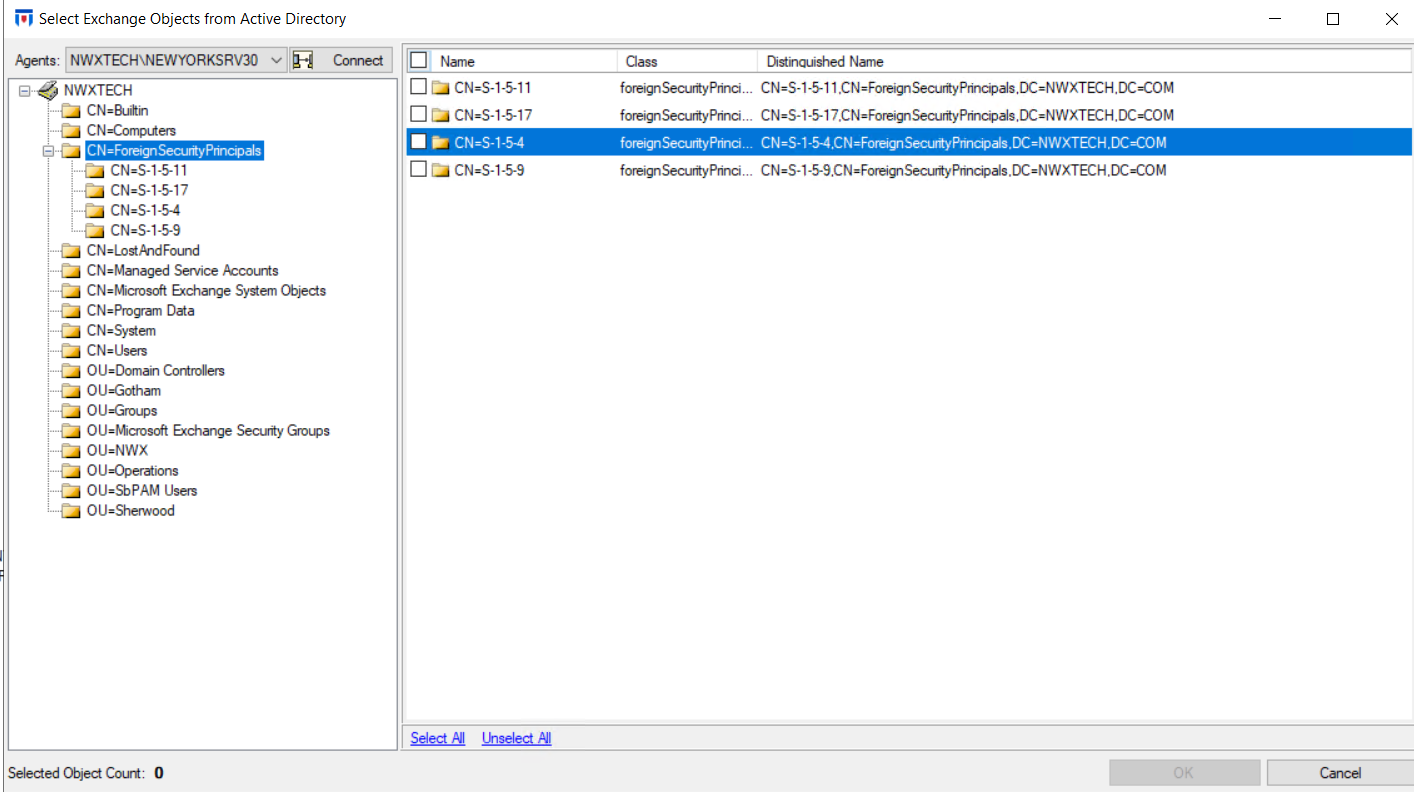 Select Exchange Objects from Active Directory
Agents: NWXTECH\NEWYORKSRV30 Connect
NWXTECH
CN=Builtin
CN=Computers
CN=ForeignSecurityPrincipals
CN=S-1-5-11
CN=S-1-5-17
CN=S-1-5-4
CN=S-1-5-9
CN=LostAndFound
CN=Managed Service Accounts
CN=Microsoft Exchange System Objects
CN=Program Data
CN=System
CN=Users
OU=Domain Controllers
OU=Gotham
OU=Groups
OU=Microsoft Exchange Security Groups
OU=NWX
OU=Operations
OU=SbPAM Users
OU=Sherwood
Name Class Distinquished Name
CN=S-1-5-11 foreignSecurityPrinci... CN=S-1-5-11,CN=ForeignSecurityPrincipals,DC=NWXTECH,DC=COM
CN=S-1-5-17 foreignSecurityPrinci... CN=S-1-5-17,CN=ForeignSecurityPrincipals,DC=NWXTECH,DC=COM
CN=S-1-5-4 foreignSecurityPrinci... CN=S-1-5-4,CN=ForeignSecurityPrincipals,DC=NWXTECH,DC=COM
CN=S-1-5-9 foreignSecurityPrinci... CN=S-1-5-9,CN=ForeignSecurityPrincipals,DC=NWXTECH,DC=COM
Select All Unselect All
Selected Object Count: 0
OK Cancel